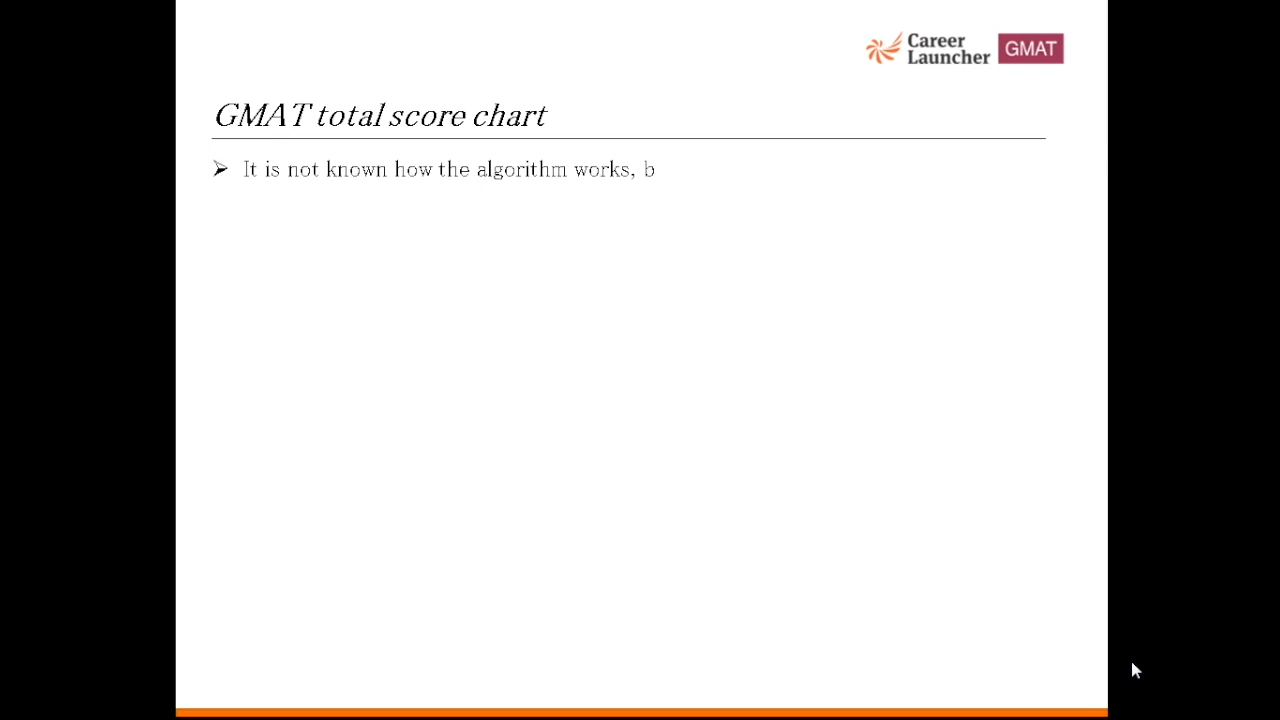 Career
Launcher
GMAT
GMAT total score chart
It is not known how the algorithm works, b